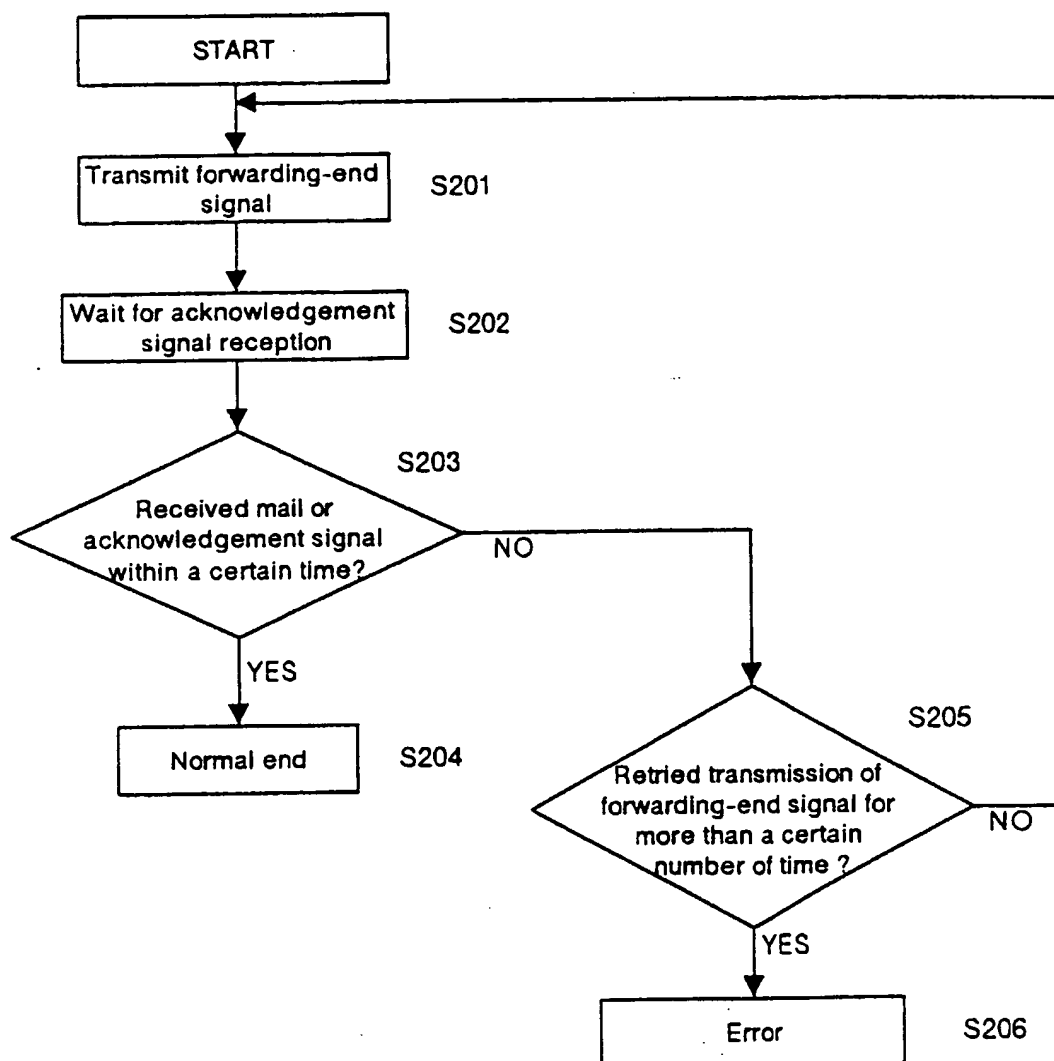 START
Transmit forwarding-end
signal
S201
Wait for acknowledgement
signal reception
S202
S203
Received mail or
acknowledgement signal
within a certain time?
NO
YES
Normal end
S204
S205
Retried transmission of
forwarding-end signal for
more than a certain
number of time ?
NO
YES
Error
S206